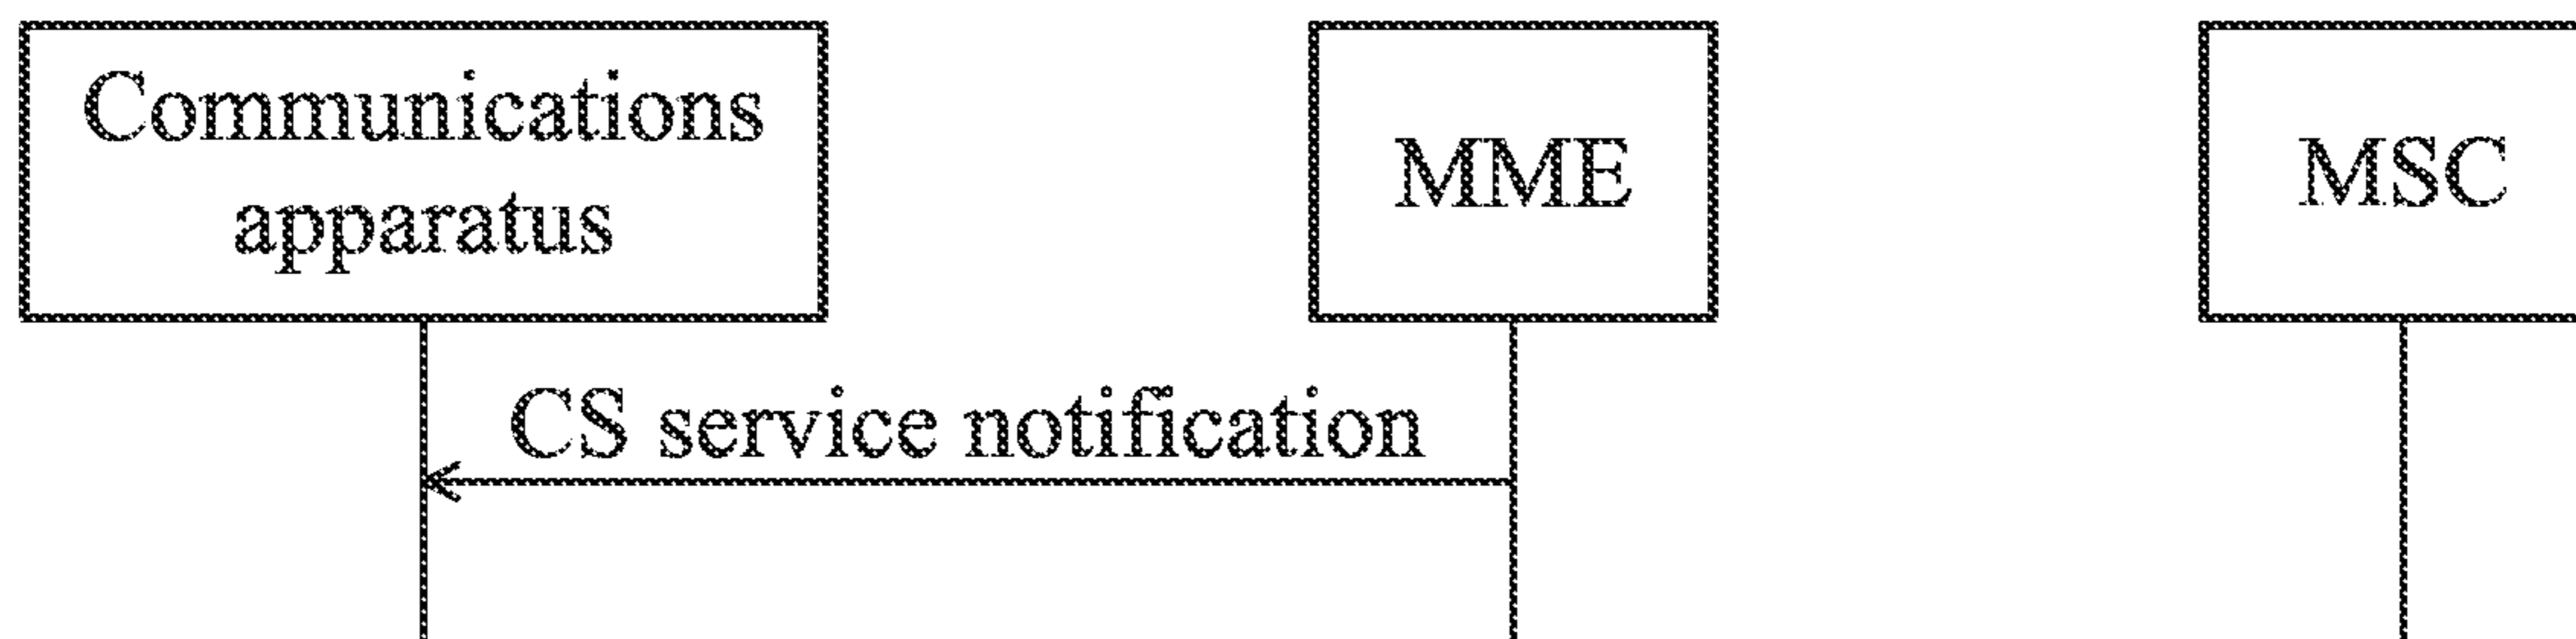 Communications
apparatus
MME
MSC
CS service notification